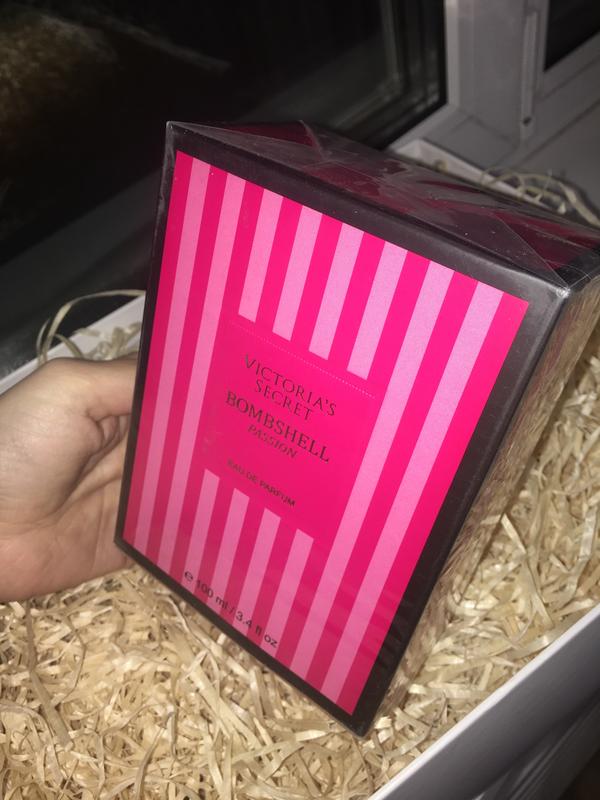 VICTORIA'S
SECRET
BOMBSHELL
PASSION
EAU DE PARFUM
℮ 100 ml / 3.4 fl oz